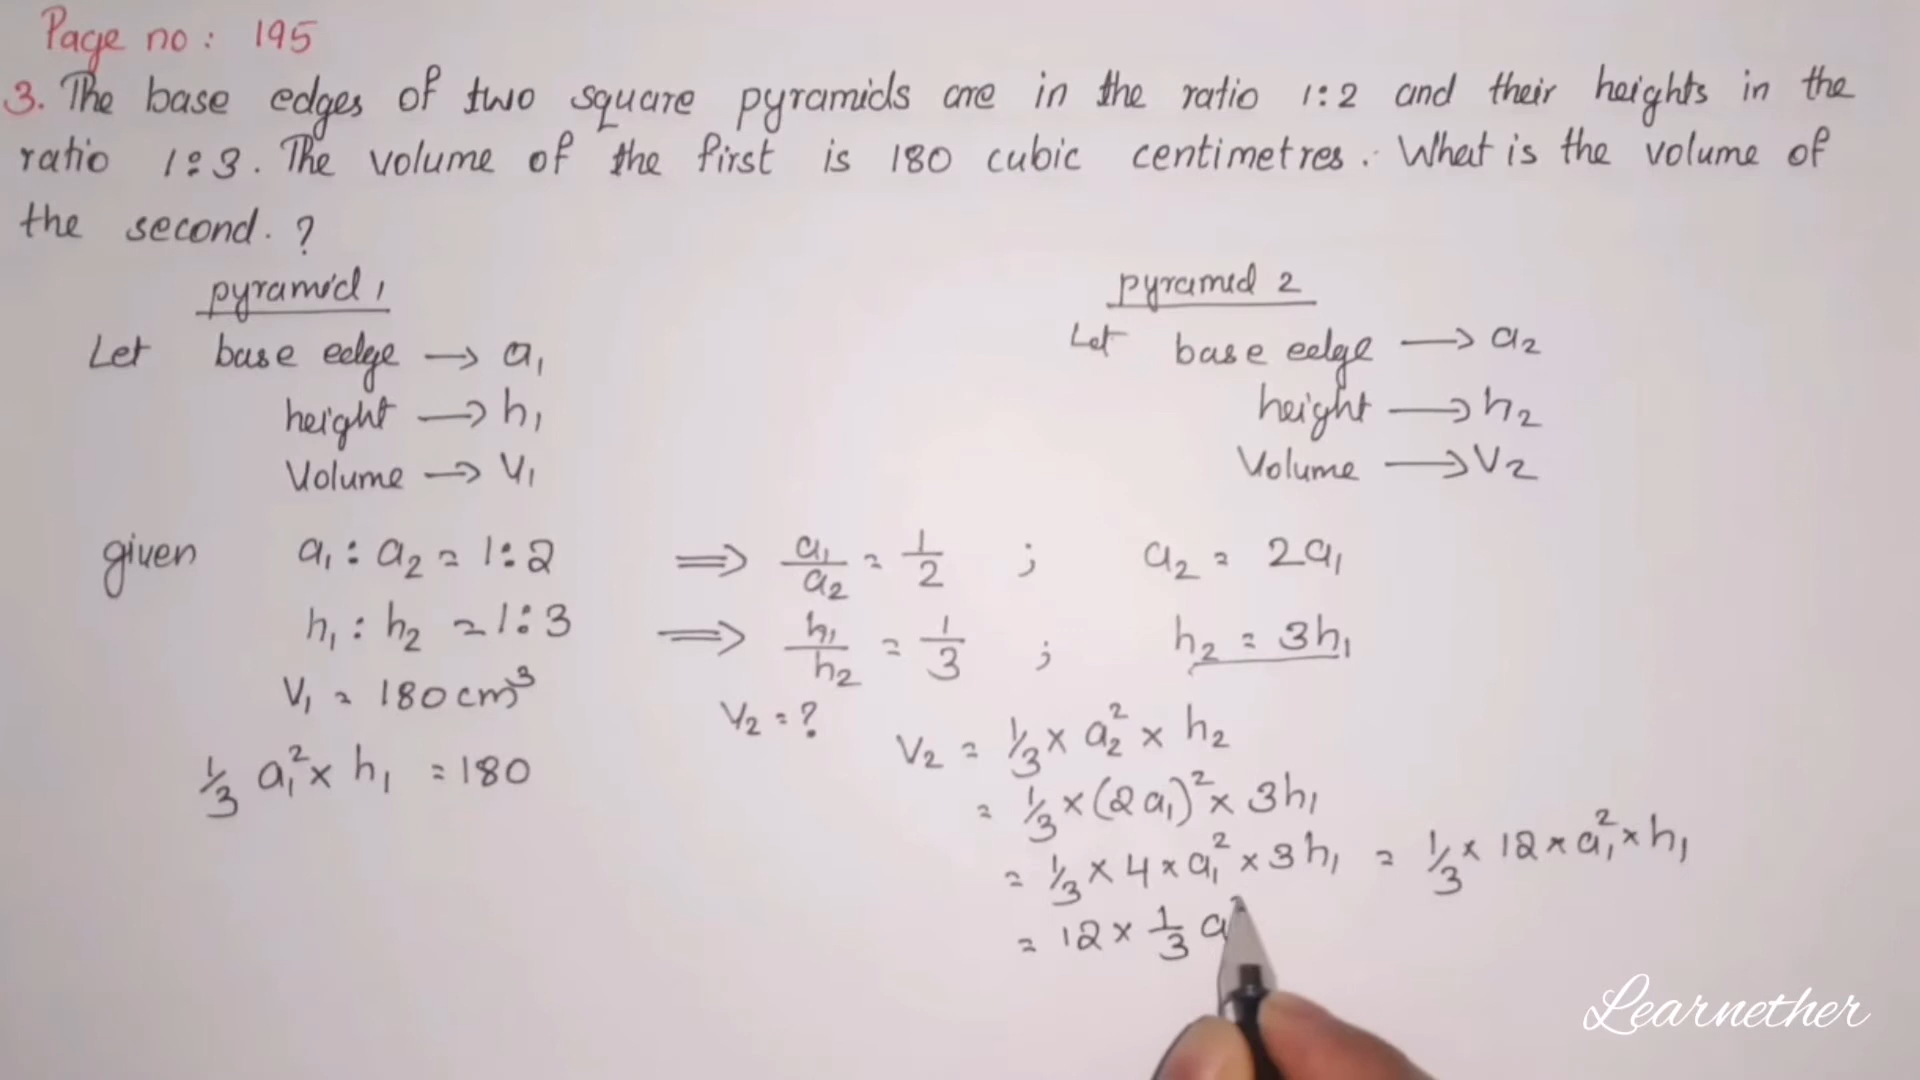 Page no: 195
3. The base edges of two square pyramids are in the ratio 1:2 and their heights in the
ratio 1:3. The volume of the first is 180 cubic centimetres. What is the volume of
the second. ?
pyramid 1
Let base edge → a₁
height → h₁
Volume → V₁
pyramid 2
Let base edge → a₂
height → h₂
Volume → V₂
given a₁ : a₂ = 1:2 ⟹ a₁/a₂ = 1/2 ; a₂ = 2a₁
h₁ : h₂ = 1:3 ⟹ h₁/h₂ = 1/3 ; h₂ = 3h₁
V₁ = 180 cm³
V₂ = ?
1/3 a₁² × h₁ = 180
V₂ = 1/3 × a₂² × h₂
= 1/3 × (2a₁)² × 3h₁
= 1/3 × 4 × a₁² × 3h₁ = 1/3 × 12 × a₁² × h₁
= 12 × 1/3 a²
Learnether